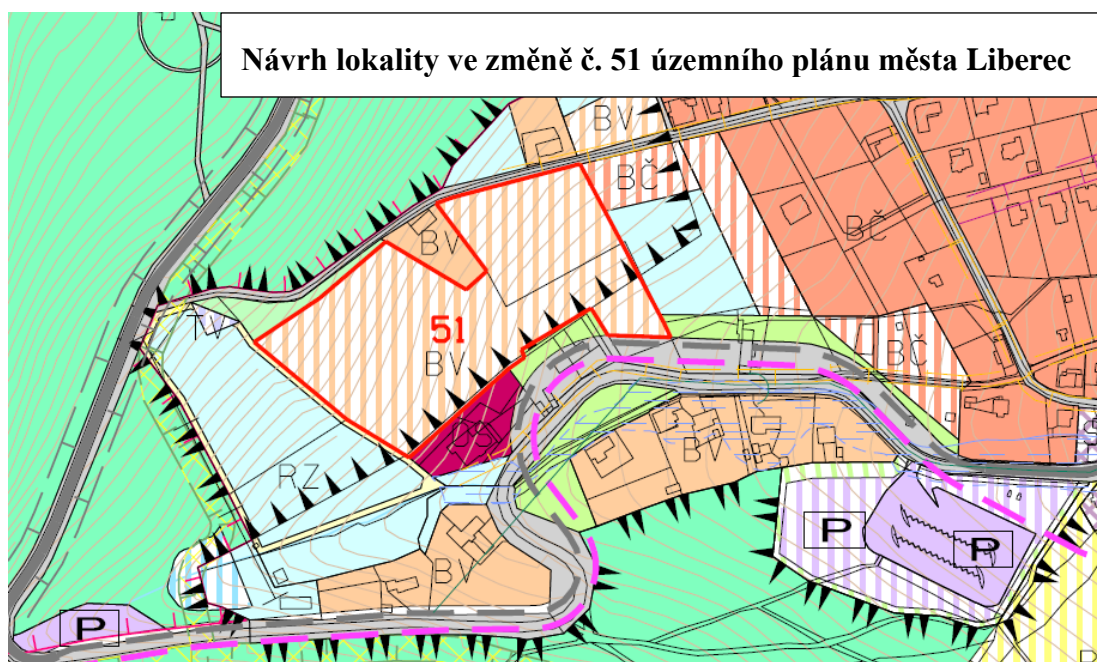 Návrh lokality ve změně č. 51 územního plánu města Liberec
BV
BČ
BČ
BV
51
BV
TV
BČ
OS
RZ
BV
BV
P
P
P